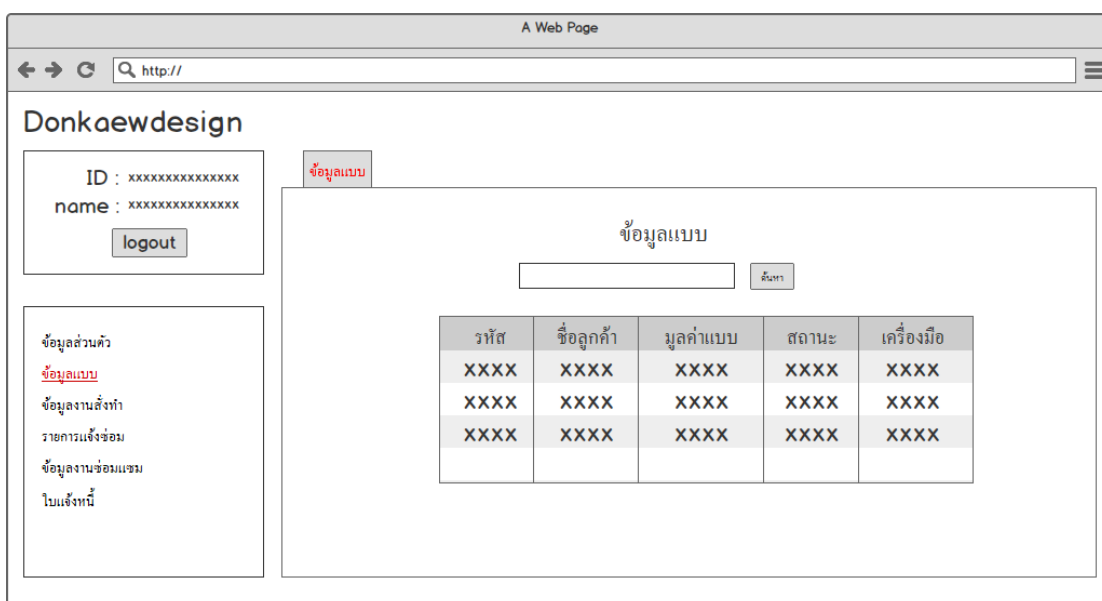 A Web Page
http://
Donkaewdesign
ID : xxxxxxxxxxxxxxx
name : xxxxxxxxxxxxxxx
logout
ข้อมูลส่วนตัว
ข้อมูลแบบ
ข้อมูลงานสั่งทำ
รายการแจ้งซ่อม
ข้อมูลงานซ่อมแซม
ใบแจ้งหนี้
ข้อมูลแบบ
ข้อมูลแบบ
ค้นหา
รหัส ชื่อลูกค้า มูลค่าแบบ สถานะ เครื่องมือ
XXXX XXXX XXXX XXXX XXXX
XXXX XXXX XXXX XXXX XXXX
XXXX XXXX XXXX XXXX XXXX